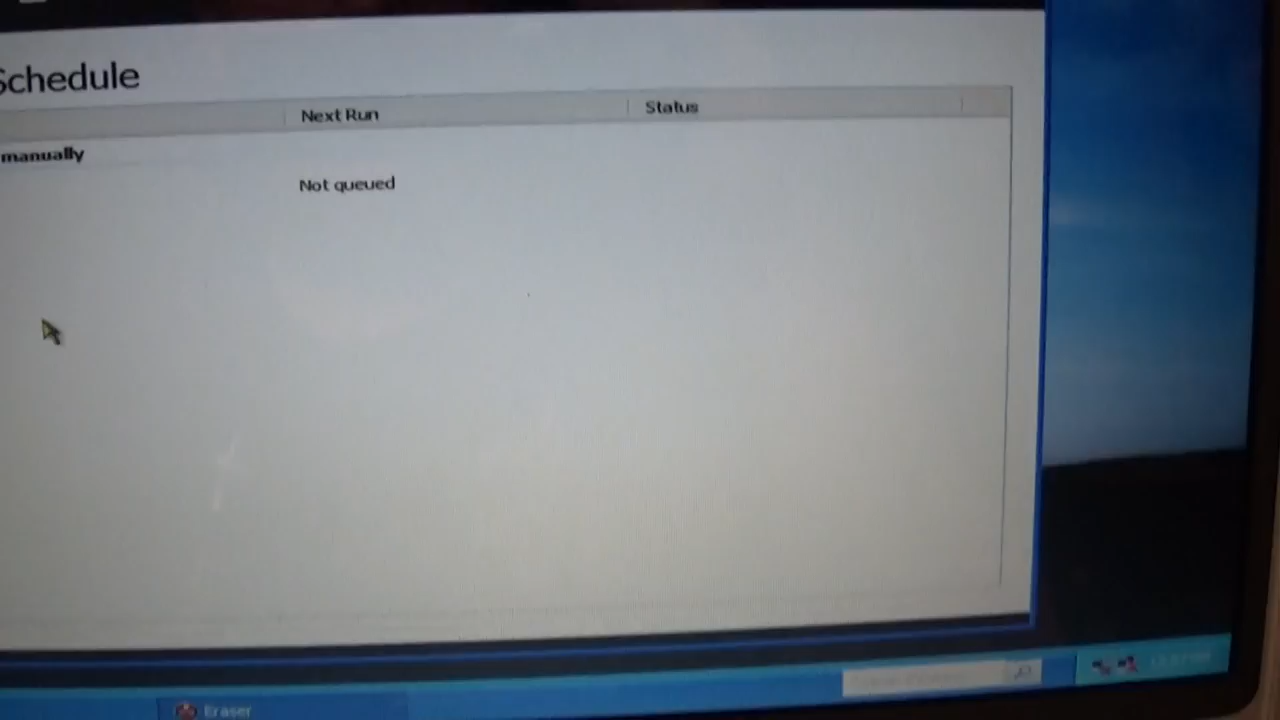 Schedule
Next Run
Status
manually
Not queued
Eraser